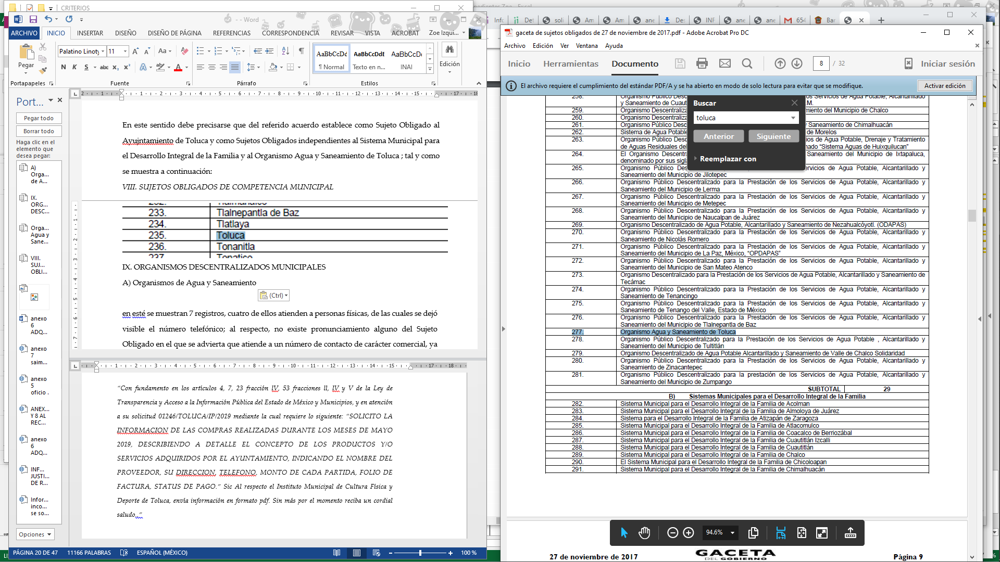 CRITERIOS
- - Word
ARCHIVO INICIO INSERTAR DISEÑO DISEÑO DE PÁGINA REFERENCIAS CORRESPONDENCIA REVISAR VISTA ACROBAT Zoe Izqui...
Pegar
Palatino Linoty 11
N K S abc x₂ x²
AaBbCcDd AaBbCcDdE AaBbCcDd
¶ Normal Texto en n... INAI
Edición
Portapapeles Fuente Párrafo Estilos
Port...
Pegar todo
Borrar todo
Haga clic en el
elemento que
desea pegar:
A)
Orga...
de A...
IX.
ORG...
DESC...
Orga...
Agua y
Sane...
VIII.
SUJ...
OBLI...
anexo
6
ADQ...
anexo
7
saim...
anexo
5
oficio .
ANEX...
Y 8 AL
REC...
anexo
6
ADQ...
INF...
JUSTI...
DE R...
Infor...
inco...
se so...
Opciones
En este sentido debe precisarse que del referido acuerdo establece como Sujeto Obligado al
Ayujntamiento de Toluca y como Sujetos Obligados independientes al Sistema Municipal para
el Desarrollo Integral de la Familia y al Organismo Agua y Saneamiento de Toluca ; tal y como
se muestra a continuación:
VIII. SUJETOS OBLIGADOS DE COMPETENCIA MUNICIPAL
233. Tlalnepantla de Baz
234. Tlatlaya
235. Toluca
236. Tonanitla
237. Tonatico
IX. ORGANISMOS DESCENTRALIZADOS MUNICIPALES
A) Organismos de Agua y Saneamiento
(Ctrl)
en esté se muestran 7 registros, cuatro de ellos atienden a personas físicas, de las cuales se dejó
visible el número telefónico; al respecto, no existe pronunciamiento alguno del Sujeto
Obligado en el que se advierta que atiende a un número de contacto de carácter comercial, ya
“Con fundamento en los artículos 4, 7, 23 fracción IV, 53 fracciones ll, lV y V de la Ley de
Transparencia y Acceso a la Información Pública del Estado de México y Municipios, y en atención
a su solicitud 01246/TOLUCA/IP/2019 mediante la cual requiere lo siguiente: “SOLICITO LA
INFORMACION DE LAS COMPRAS REALIZADAS DURANTE LOS MESES DE MAYO
2019, DESCRIBIENDO A DETALLE EL CONCEPTO DE LOS PRODUCTOS Y/O
SERVICIOS ADQUIRIDOS POR EL AYUNTAMIENTO, INDICANDO EL NOMBRE DEL
PROVEEDOR, SU DIRECCION, TELEFONO, MONTO DE CADA PARTIDA, FOLIO DE
FACTURA, STATUS DE PAGO.” Sic Al respecto el Instituto Municipal de Cultura Física y
Deporte de Toluca, envía información en formato pdf. Sin más por el momento reciba un cordial
saludo..”
PÁGINA 20 DE 47 11166 PALABRAS ESPAÑOL (MÉXICO) 100 %
Info Det soli Am Am ane De: INF ane ane 654 Bar
gaceta de sujetos obligados de 27 de noviembre de 2017.pdf - Adobe Acrobat Pro DC
Archivo Edición Ver Ventana Ayuda
Inicio Herramientas Documento 8 / 32 Iniciar sesión
El archivo requiere el cumplimiento del estándar PDF/A y se ha abierto en modo de solo lectura para evitar que se modifique. Activar edición
Buscar
toluca
Anterior Siguiente
Reemplazar con
258. Organismo Público Desc os Servicios de Agua Potable, Alcantarillado
y Saneamiento de Cuaut .M.
259. Organismo Descentraliza miento del Municipio de Chalco
260. Organismo Descentraliza
261. Organismo Público Desc y Saneamiento de Chimalhuacán
262. Sistema de Agua Potable de Morelos
263. Organismo Público Desc cios de Agua Potable, Drenaje y Tratamiento
de Aguas Residuales del nado “Sistema Aguas de Huixquilucan”
264. El Organismo Descentr Saneamiento del Municipio de Ixtapaluca,
denominado por sus sigl
265. Organismo Público Des ervicios de Agua Potable, Alcantarillado y
Saneamiento del Municipio de Jilotepec
266. Organismo Público Descentralizado para la Prestación de los Servicios de Agua Potable, Alcantarillado y
Saneamiento del Municipio de Lerma
267. Organismo Público Descentralizado para la Prestación de los Servicios de Agua Potable, Alcantarillado y
Saneamiento del Municipio de Metepec
268. Organismo Público Descentralizado para la Prestación de los Servicios de Agua Potable, Alcantarillado y
Saneamiento del Municipio de Naucalpan de Juárez
269 Organismo Descentralizado de Agua Potable, Alcantarillado y Saneamiento de Nezahualcóyotl. (ODAPAS)
270. Organismo Público Descentralizado para la Prestación de los Servicios de Agua Potable, Alcantarillado y
Saneamiento de Nicolás Romero
271. Organismo Público Descentralizado para la Prestación de los Servicios de Agua Potable, Alcantarillado y
Saneamiento del Municipio de La Paz, México, “OPDAPAS”
272. Organismo Público Descentralizado para la Prestación de los Servicios de Agua Potable, Alcantarillado y
Saneamiento del Municipio de San Mateo Atenco
273. Organismo Descentralizado para la Prestación de los Servicios de Agua Potable, Alcantarillado y Saneamiento de
Tecámac
274. Organismo Público Descentralizado para la Prestación de los Servicios de Agua Potable, Alcantarillado y
Saneamiento de Tenancingo
275. Organismo Público Descentralizado para la Prestación de los Servicios de Agua Potable, Alcantarillado y
Saneamiento de Tenango del Valle, Estado de México
276. Organismo Público Descentralizado para la Prestación de los Servicios de Agua Potable, Alcantarillado y
Saneamiento del Municipio de Tlalnepantla de Baz
277. Organismo Agua y Saneamiento de Toluca
278. Organismo Público Descentralizado para la Prestación de los Servicios de Agua Potable , Alcantarillado y
Saneamiento del Municipio de Tultitlán
279. Organismo Descentralizado de Agua Potable Alcantarillado y Saneamiento de Valle de Chalco Solidaridad
280. Organismo Público Descentralizado para la Prestación de los Servicios de Agua Potable, Alcantarillado y
Saneamiento de Zinacantepec
281. Organismo Público Descentralizado para la prestación de los Servicios de Agua Potable, Alcantarillado y
Saneamiento del Municipio de Zumpango
SUBTOTAL 29
B) Sistemas Municipales para el Desarrollo Integral de la Familia
282. Sistema Municipal para el Desarrollo Integral de la Familia de Acolman
283. Sistema Municipal para el Desarrollo Integral de la Familia de Almoloya de Juárez
284. Sistema para el Desarrollo Integral de la Familia de Atizapán de Zaragoza
285. Sistema Municipal para el Desarrollo Integral de la Familia de Atlacomulco
286. Sistema Municipal para el Desarrollo Integral de la Familia de Coacalco de Berriozábal
287. Sistema Municipal para el Desarrollo Integral de la Familia de Cuautitlán Izcalli
288. Sistema Municipal para el Desarrollo Integral de la Familia de Cuautitlán
289. Sistema Municipal para el Desarrollo Integral de la Familia de Chalco
290. El Sistema Municipal para el Desarrollo Integral de la Familia de Chicoloapan
291. Sistema Municipal para el Desarrollo Integral de la Familia de Chimalhuacán
94.6%
27 de noviembre de 2017 GACETA DEL GOBIERNO Página 9